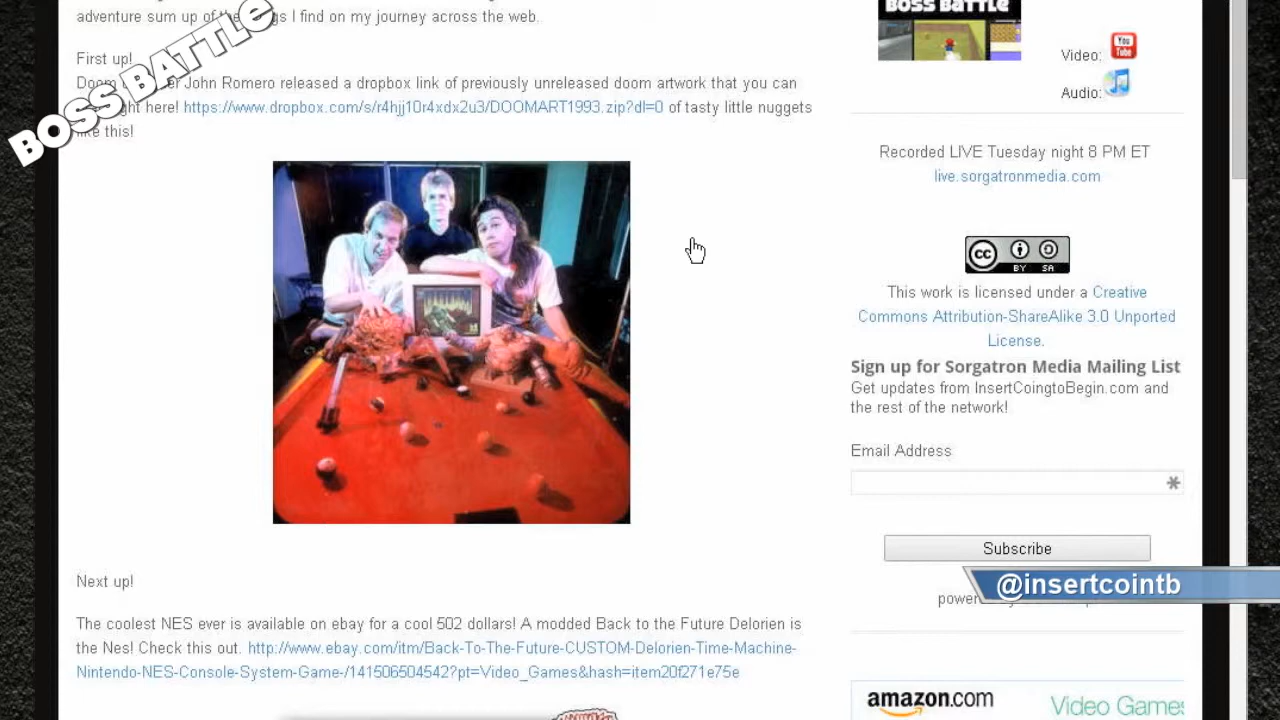 adventure sum up of the things I find on my journey across the web.
First up!
Doom John Romero released a dropbox link of previously unreleased doom artwork that you can
right here! https://www.dropbox.com/s/r4hjj10r4xdx2u3/DOOMART1993.zip?dl=0 of tasty little nuggets
like this!
BOSS BATTLE
Next up!
The coolest NES ever is available on ebay for a cool 502 dollars! A modded Back to the Future Delorien is
the Nes! Check this out. http://www.ebay.com/itm/Back-To-The-Future-CUSTOM-Delorien-Time-Machine-
Nintendo-NES-Console-System-Game-/141506504542?pt=Video_Games&hash=item20f271e75e
BOSS BATTLE
Video: You Tube
Audio:
Recorded LIVE Tuesday night 8 PM ET
live.sorgatronmedia.com
cc BY SA
This work is licensed under a Creative
Commons Attribution-ShareAlike 3.0 Unported
License.
Sign up for Sorgatron Media Mailing List
Get updates from InsertCoingtoBegin.com and
the rest of the network!
Email Address
*
Subscribe
@insertcointb
amazon.com Video Games